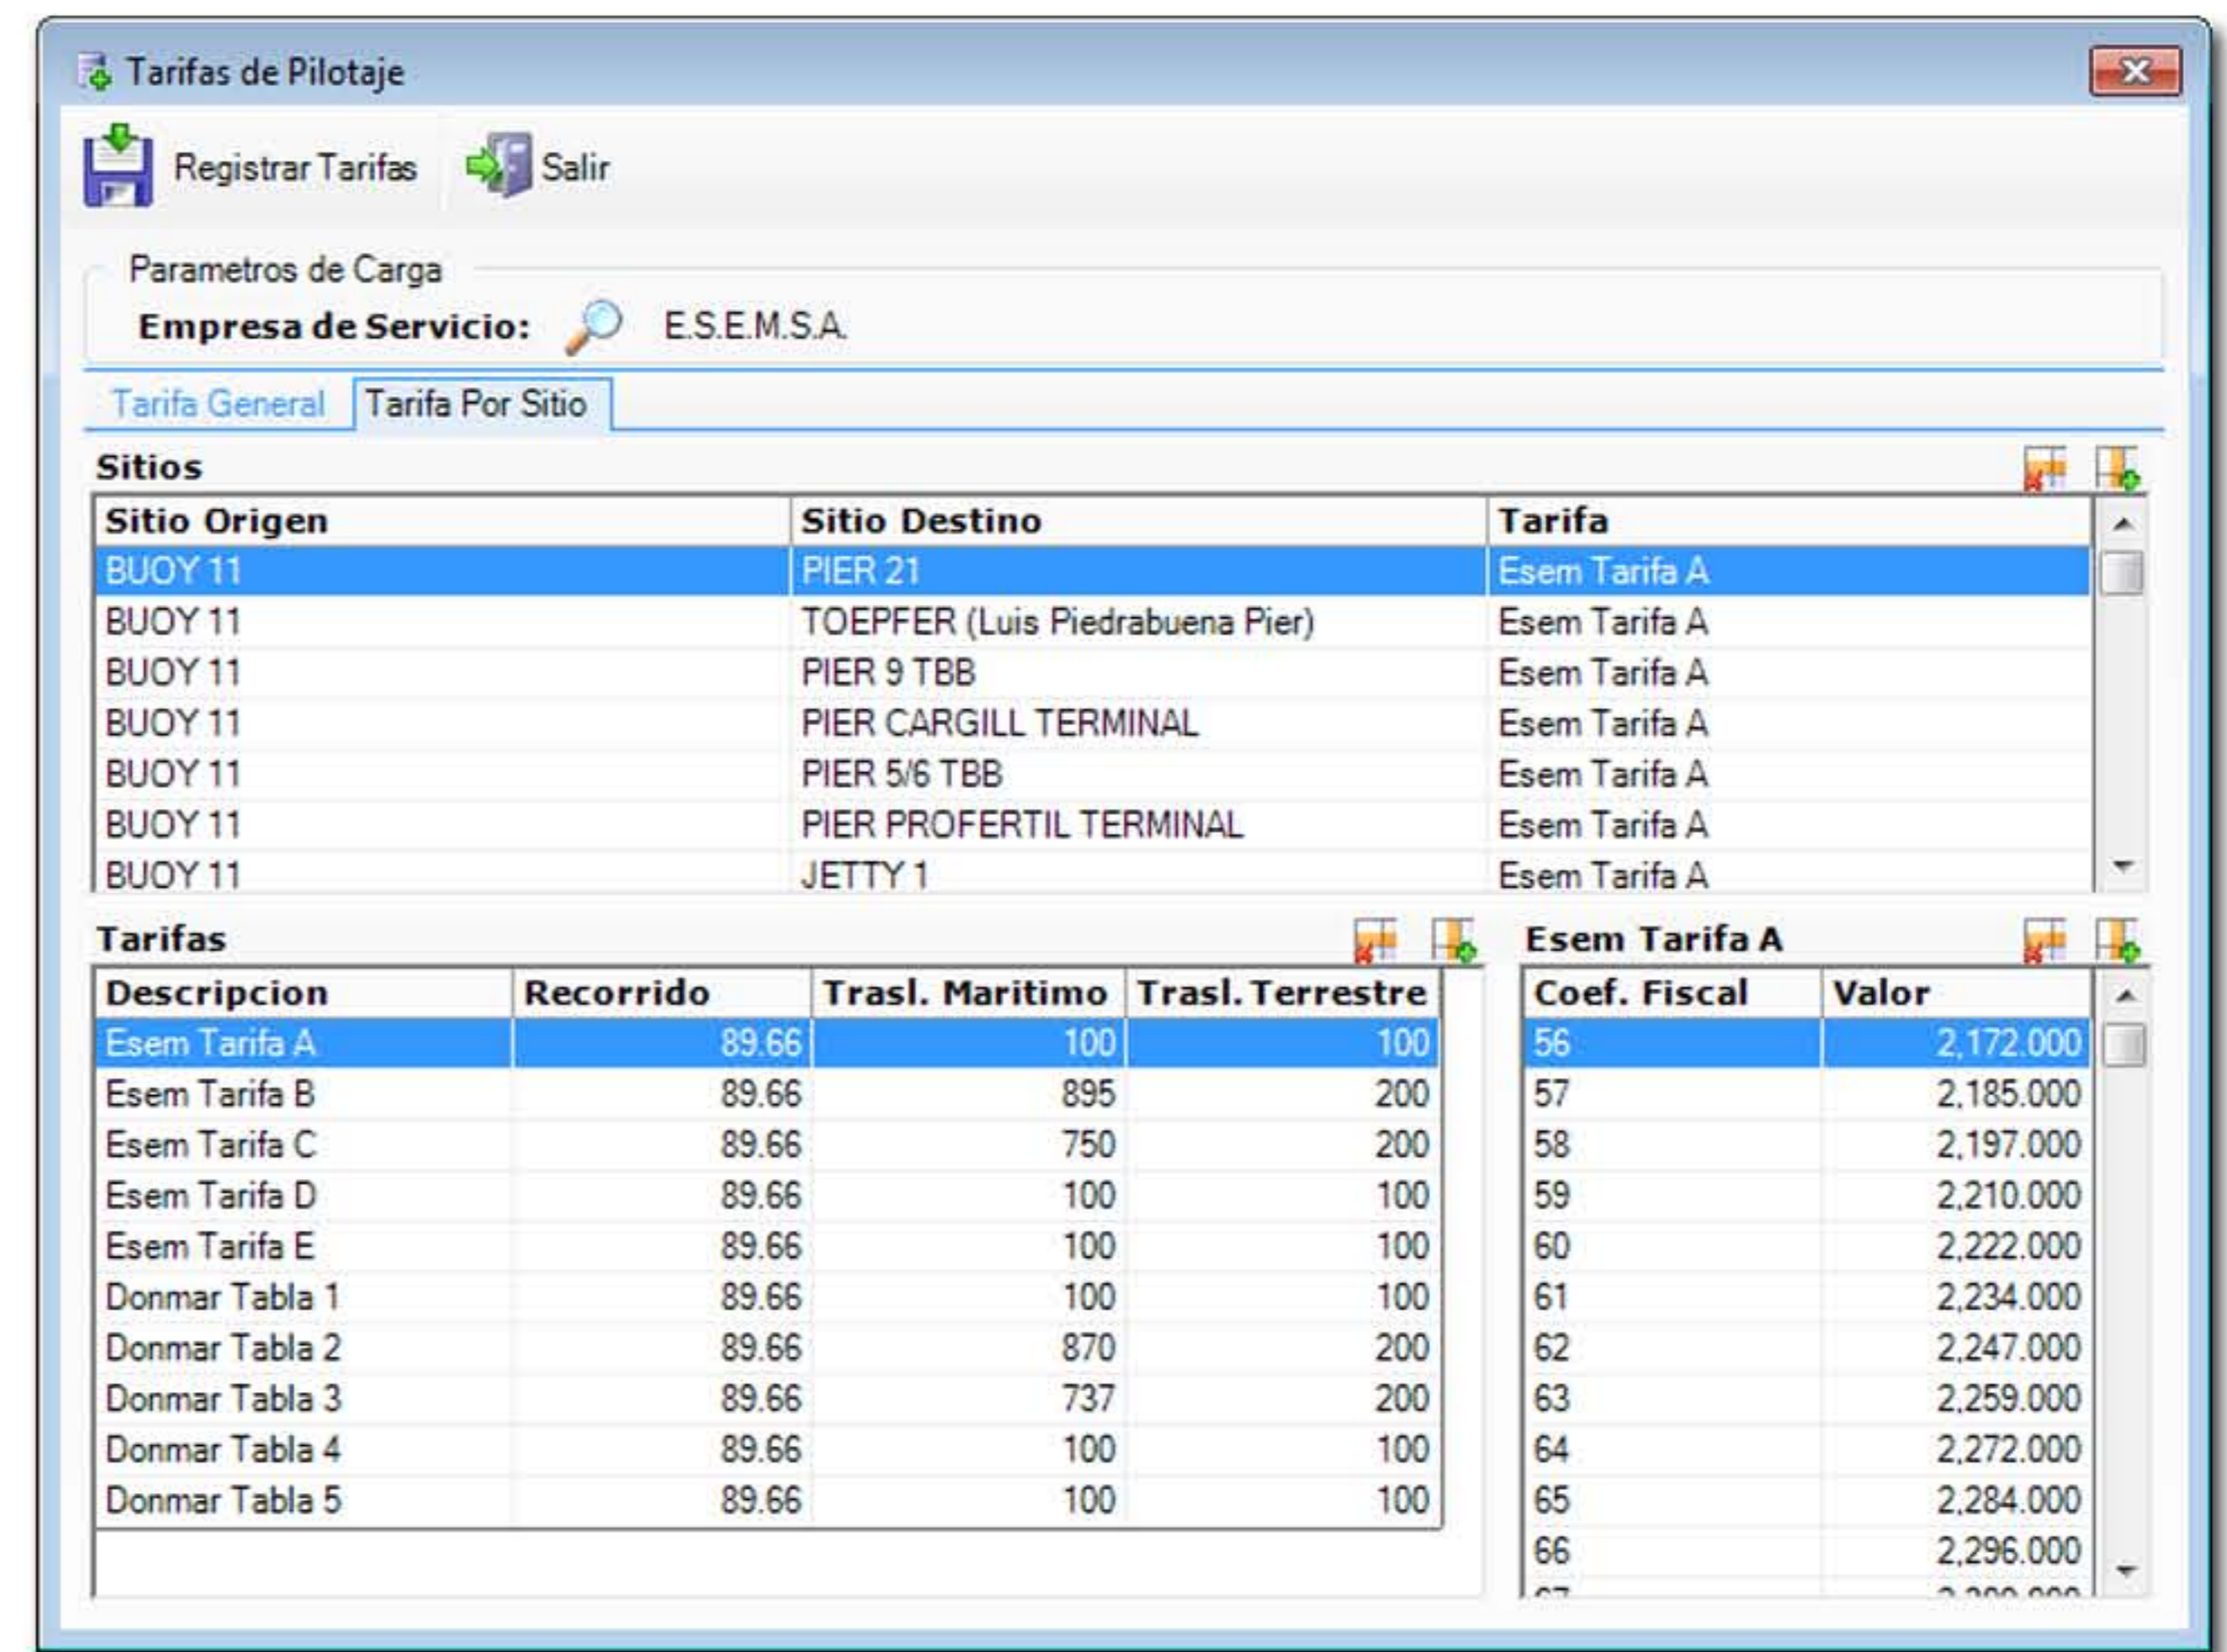 Tarifas de Pilotaje
Registrar Tarifas Salir
Parametros de Carga
Empresa de Servicio: E.S.E.M.S.A.
Tarifa General Tarifa Por Sitio
Sitios
Sitio Origen Sitio Destino Tarifa
BUOY 11 PIER 21 Esem Tarifa A
BUOY 11 TOEPFER (Luis Piedrabuena Pier) Esem Tarifa A
BUOY 11 PIER 9 TBB Esem Tarifa A
BUOY 11 PIER CARGILL TERMINAL Esem Tarifa A
BUOY 11 PIER 5/6 TBB Esem Tarifa A
BUOY 11 PIER PROFERTIL TERMINAL Esem Tarifa A
BUOY 11 JETTY 1 Esem Tarifa A
Tarifas
Descripcion Recorrido Trasl. Maritimo Trasl. Terrestre
Esem Tarifa A 89.66 100 100
Esem Tarifa B 89.66 895 200
Esem Tarifa C 89.66 750 200
Esem Tarifa D 89.66 100 100
Esem Tarifa E 89.66 100 100
Donmar Tabla 1 89.66 100 100
Donmar Tabla 2 89.66 870 200
Donmar Tabla 3 89.66 737 200
Donmar Tabla 4 89.66 100 100
Donmar Tabla 5 89.66 100 100
Esem Tarifa A
Coef. Fiscal Valor
56 2,172.000
57 2,185.000
58 2,197.000
59 2,210.000
60 2,222.000
61 2,234.000
62 2,247.000
63 2,259.000
64 2,272.000
65 2,284.000
66 2,296.000